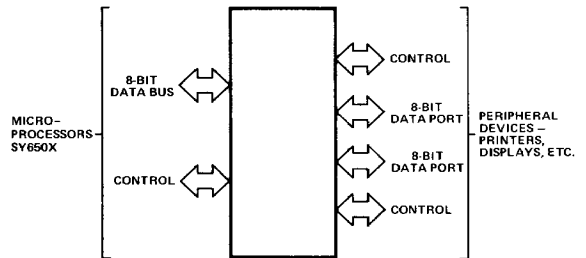 MICRO-
PROCESSORS
SY650X
8-BIT
DATA BUS
CONTROL
CONTROL
8-BIT
DATA PORT
8-BIT
DATA PORT
CONTROL
PERIPHERAL
DEVICES –
PRINTERS,
DISPLAYS, ETC.